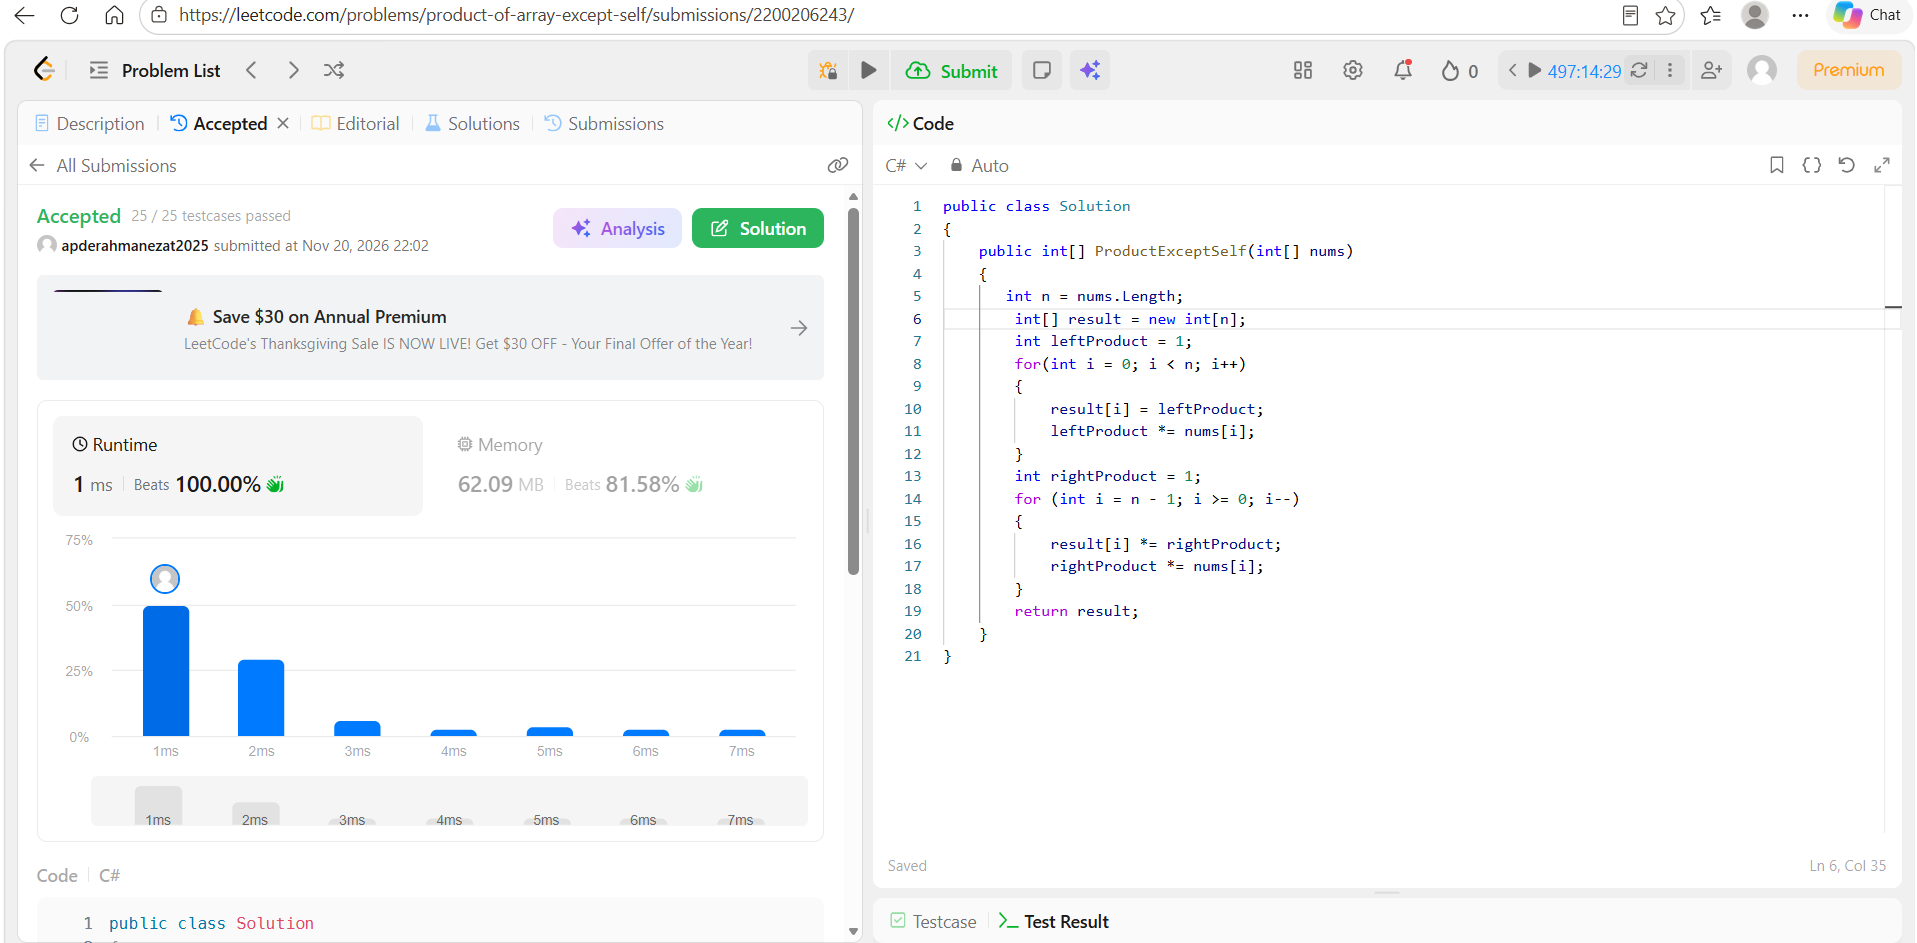 https://leetcode.com/problems/product-of-array-except-self/submissions/2200206243/
Chat
Problem List
Submit
0
497:14:29
Premium
Description
Accepted
Editorial
Solutions
Submissions
All Submissions
Accepted 25 / 25 testcases passed
apderahmanezat2025 submitted at Nov 20, 2026 22:02
Analysis
Solution
Save $30 on Annual Premium
LeetCode's Thanksgiving Sale IS NOW LIVE! Get $30 OFF - Your Final Offer of the Year!
Runtime
1 ms Beats 100.00%
Memory
62.09 MB Beats 81.58%
75%
50%
25%
0%
1ms 2ms 3ms 4ms 5ms 6ms 7ms
1ms 2ms 3ms 4ms 5ms 6ms 7ms
Code C#
1 public class Solution
Code
C# Auto
1 public class Solution
2 {
3 public int[] ProductExceptSelf(int[] nums)
4 {
5 int n = nums.Length;
6 int[] result = new int[n];
7 int leftProduct = 1;
8 for(int i = 0; i < n; i++)
9 {
10 result[i] = leftProduct;
11 leftProduct *= nums[i];
12 }
13 int rightProduct = 1;
14 for (int i = n - 1; i >= 0; i--)
15 {
16 result[i] *= rightProduct;
17 rightProduct *= nums[i];
18 }
19 return result;
20 }
21 }
Saved
Ln 6, Col 35
Testcase
Test Result